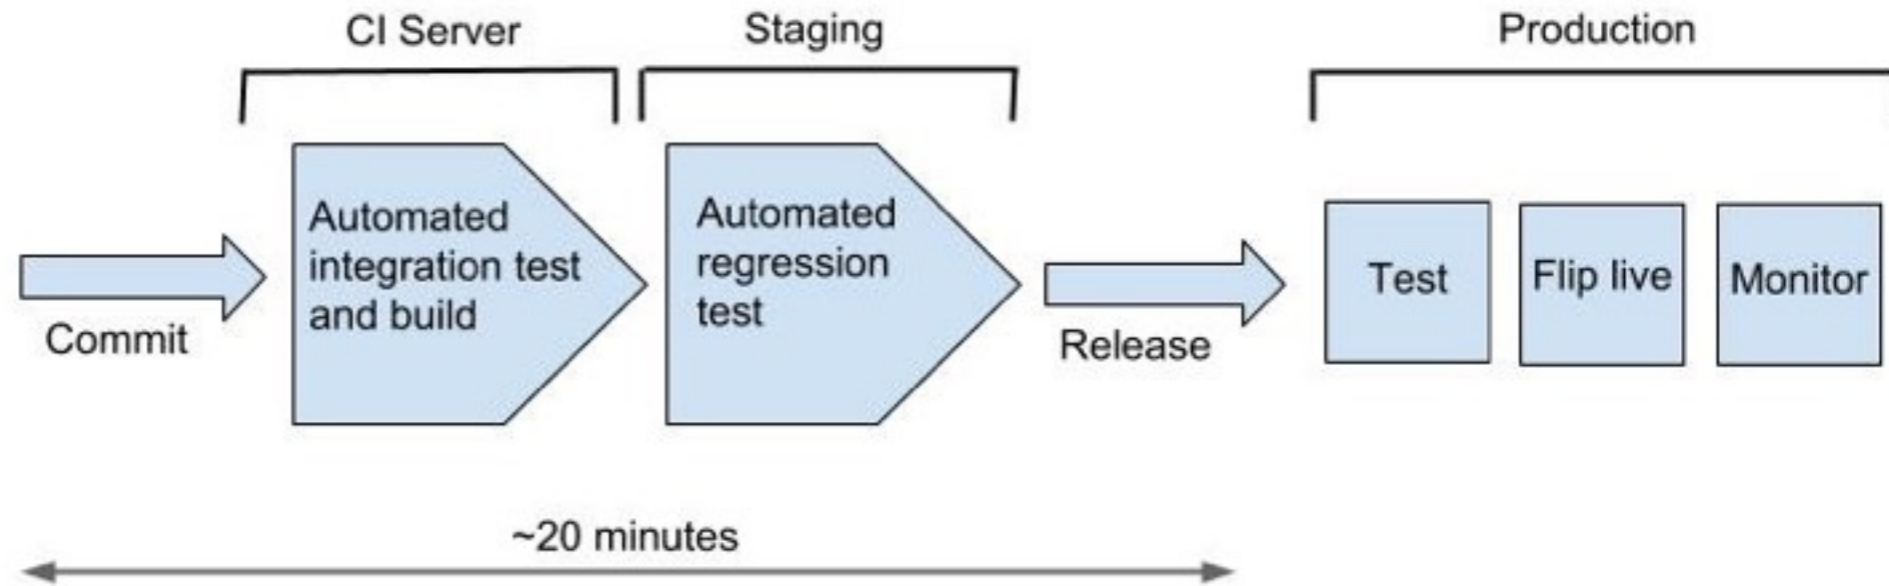 CI Server
Staging
Production
Commit
Automated
integration test
and build
Automated
regression
test
Release
Test
Flip live
Monitor
~20 minutes